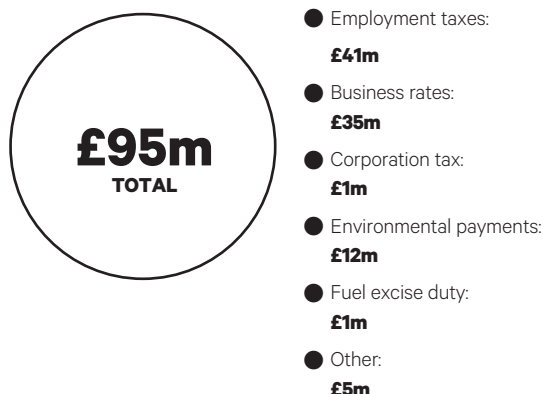 £95m
TOTAL
Employment taxes:
£41m
Business rates:
£35m
Corporation tax:
£1m
Environmental payments:
£12m
Fuel excise duty:
£1m
Other:
£5m